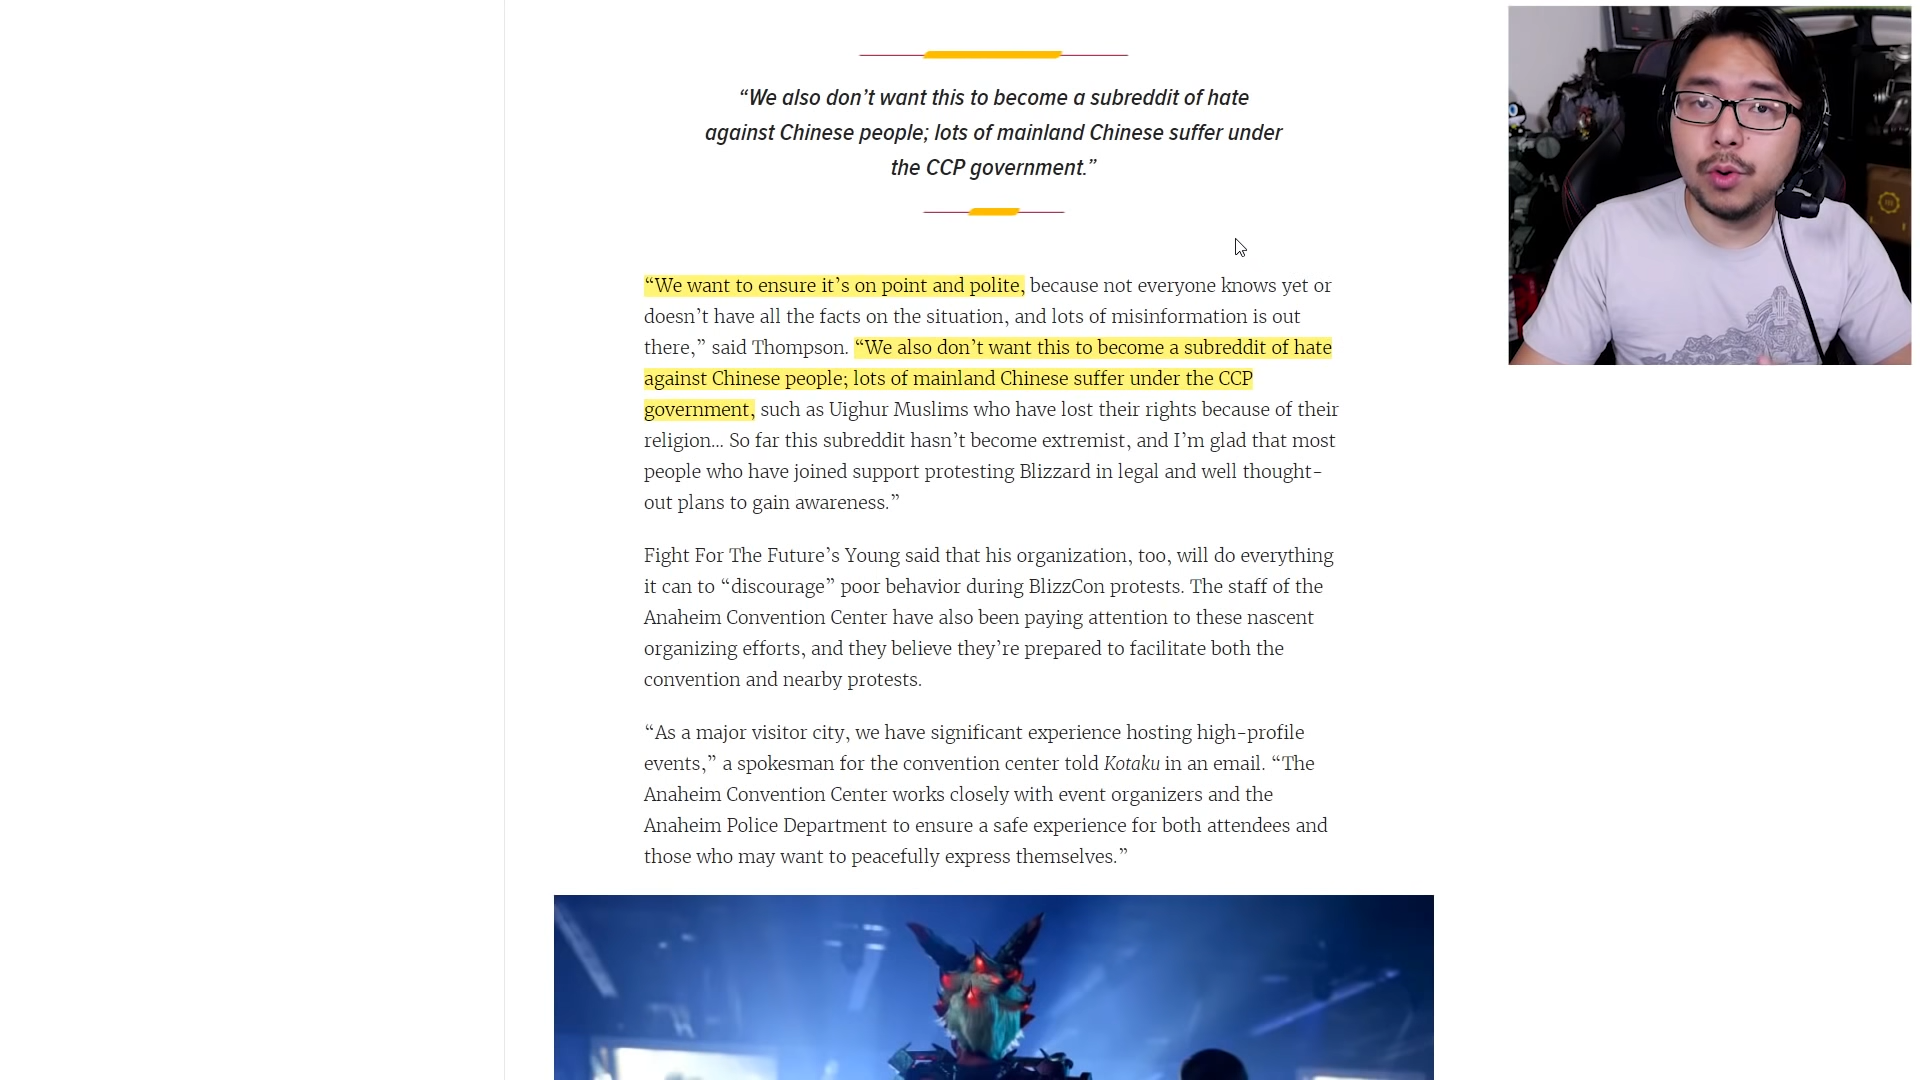 “We also don’t want this to become a subreddit of hate
against Chinese people; lots of mainland Chinese suffer under
the CCP government.”
“We want to ensure it’s on point and polite, because not everyone knows yet or
doesn’t have all the facts on the situation, and lots of misinformation is out
there,” said Thompson. “We also don’t want this to become a subreddit of hate
against Chinese people; lots of mainland Chinese suffer under the CCP
government, such as Uighur Muslims who have lost their rights because of their
religion... So far this subreddit hasn’t become extremist, and I’m glad that most
people who have joined support protesting Blizzard in legal and well thought-
out plans to gain awareness.”
Fight For The Future’s Young said that his organization, too, will do everything
it can to “discourage” poor behavior during BlizzCon protests. The staff of the
Anaheim Convention Center have also been paying attention to these nascent
organizing efforts, and they believe they’re prepared to facilitate both the
convention and nearby protests.
“As a major visitor city, we have significant experience hosting high-profile
events,” a spokesman for the convention center told Kotaku in an email. “The
Anaheim Convention Center works closely with event organizers and the
Anaheim Police Department to ensure a safe experience for both attendees and
those who may want to peacefully express themselves.”